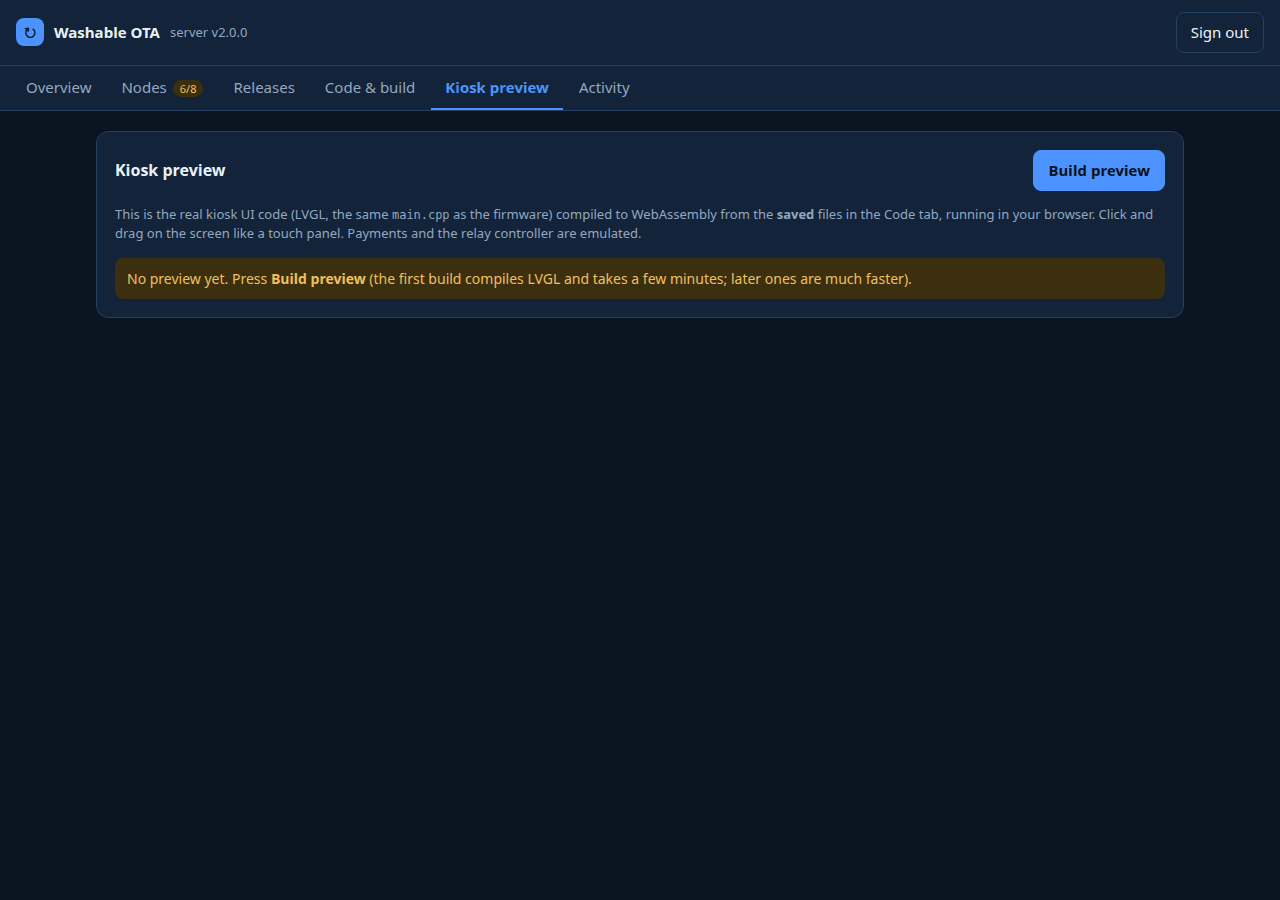 Washable OTA server v2.0.0
Sign out
Overview Nodes 6/8 Releases Code & build Kiosk preview Activity
Kiosk preview
Build preview
This is the real kiosk UI code (LVGL, the same main.cpp as the firmware) compiled to WebAssembly from the saved files in the Code tab, running in your browser. Click and
drag on the screen like a touch panel. Payments and the relay controller are emulated.
No preview yet. Press Build preview (the first build compiles LVGL and takes a few minutes; later ones are much faster).